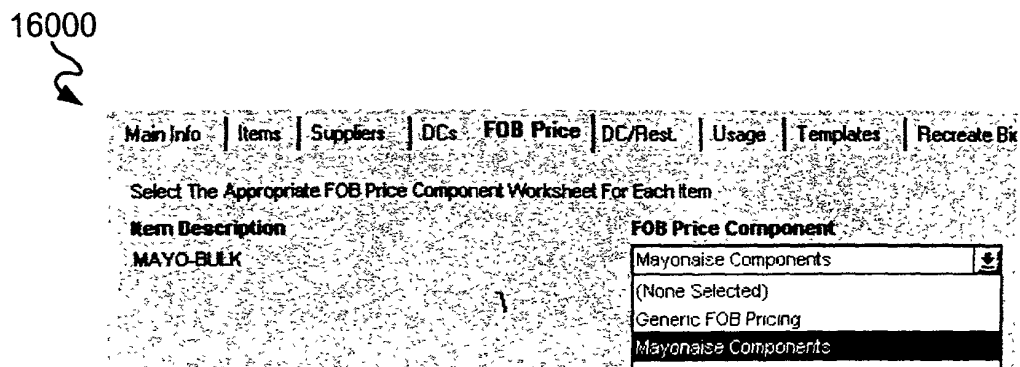 16000
Main Info Items Suppliers DCs FOB Price DC/Rest. Usage Templates Recreate
Select The Appropriate FOB Price Component Worksheet For Each Item
Item Description FOB Price Component
MAYO-BULK Mayonaise Components
(None Selected)
Generic FOB Pricing
Mayonaise Components